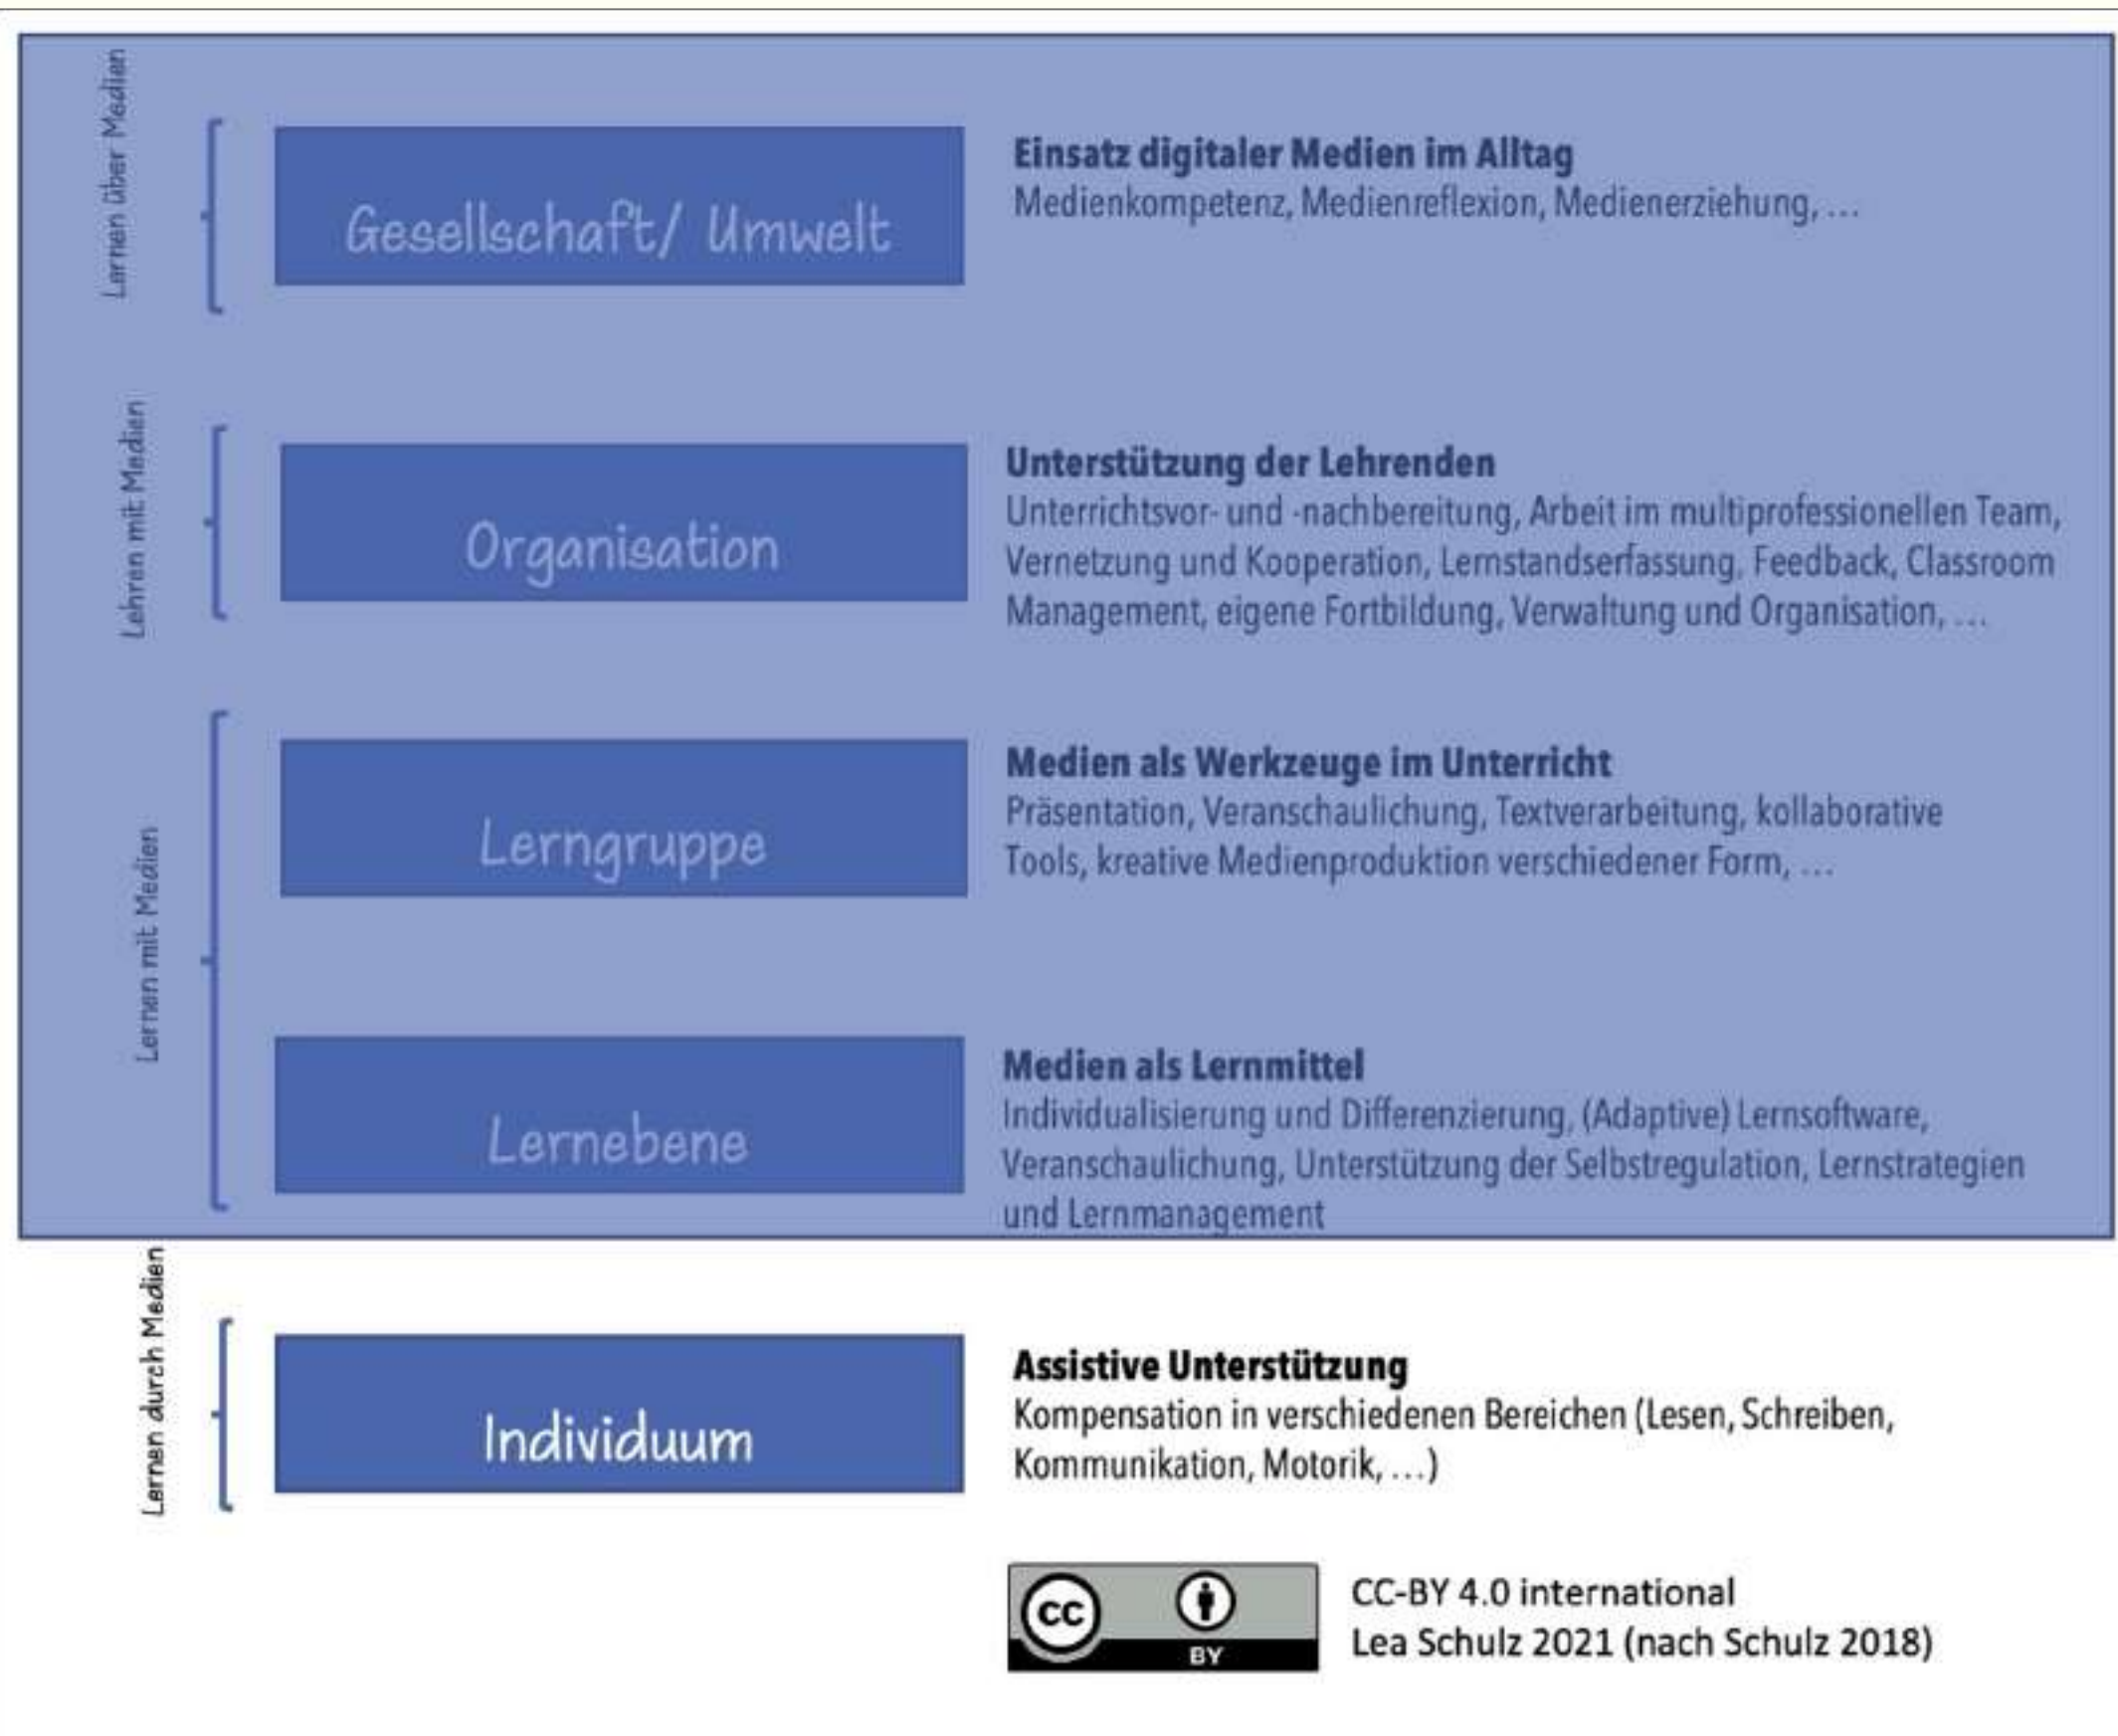 Lernen über Medien
Gesellschaft/ Umwelt
Einsatz digitaler Medien im Alltag
Medienkompetenz, Medienreflexion, Medienerziehung, ...
Lehren mit Medien
Organisation
Unterstützung der Lehrenden
Unterrichtsvor- und -nachbereitung, Arbeit im multiprofessionellen Team,
Vernetzung und Kooperation, Lernstandserfassung, Feedback, Classroom
Management, eigene Fortbildung, Verwaltung und Organisation, ...
Lernen mit Medien
Lerngruppe
Medien als Werkzeuge im Unterricht
Präsentation, Veranschaulichung, Textverarbeitung, kollaborative
Tools, kreative Medienproduktion verschiedener Form, ...
Lernebene
Medien als Lernmittel
Individualisierung und Differenzierung, (Adaptive) Lernsoftware,
Veranschaulichung, Unterstützung der Selbstregulation, Lernstrategien
und Lernmanagement
Lernen durch Medien
Individuum
Assistive Unterstützung
Kompensation in verschiedenen Bereichen (Lesen, Schreiben,
Kommunikation, Motorik, ...)
cc
BY
CC-BY 4.0 international
Lea Schulz 2021 (nach Schulz 2018)